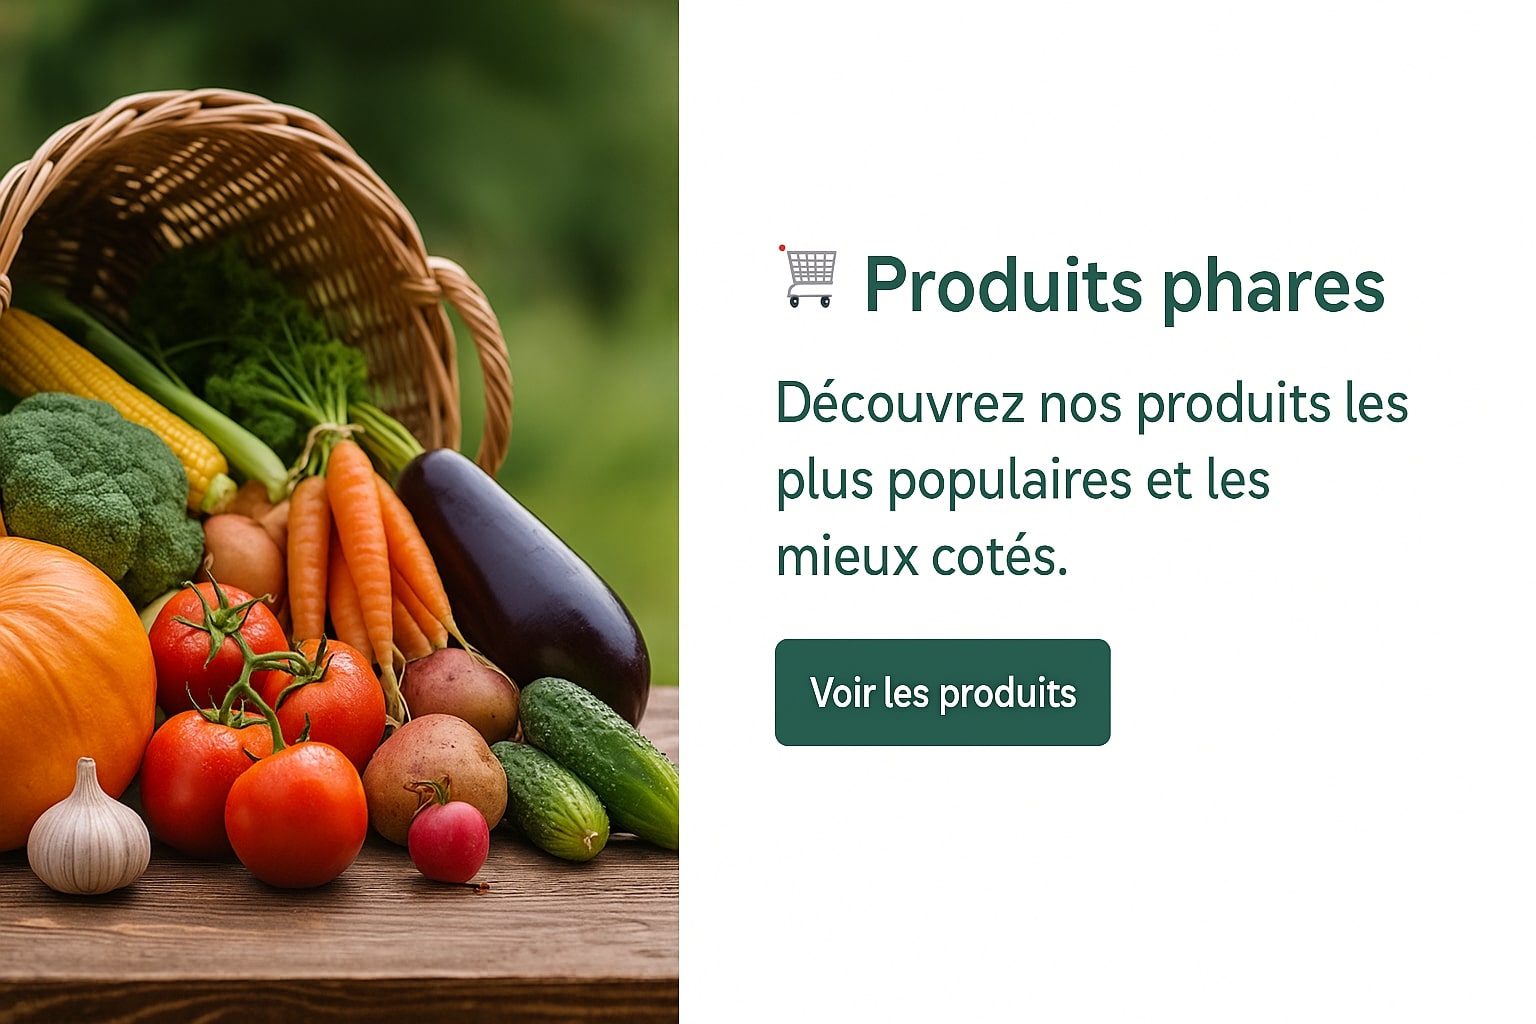 Produits phares
Découvrez nos produits les
plus populaires et les
mieux cotés.
Voir les produits